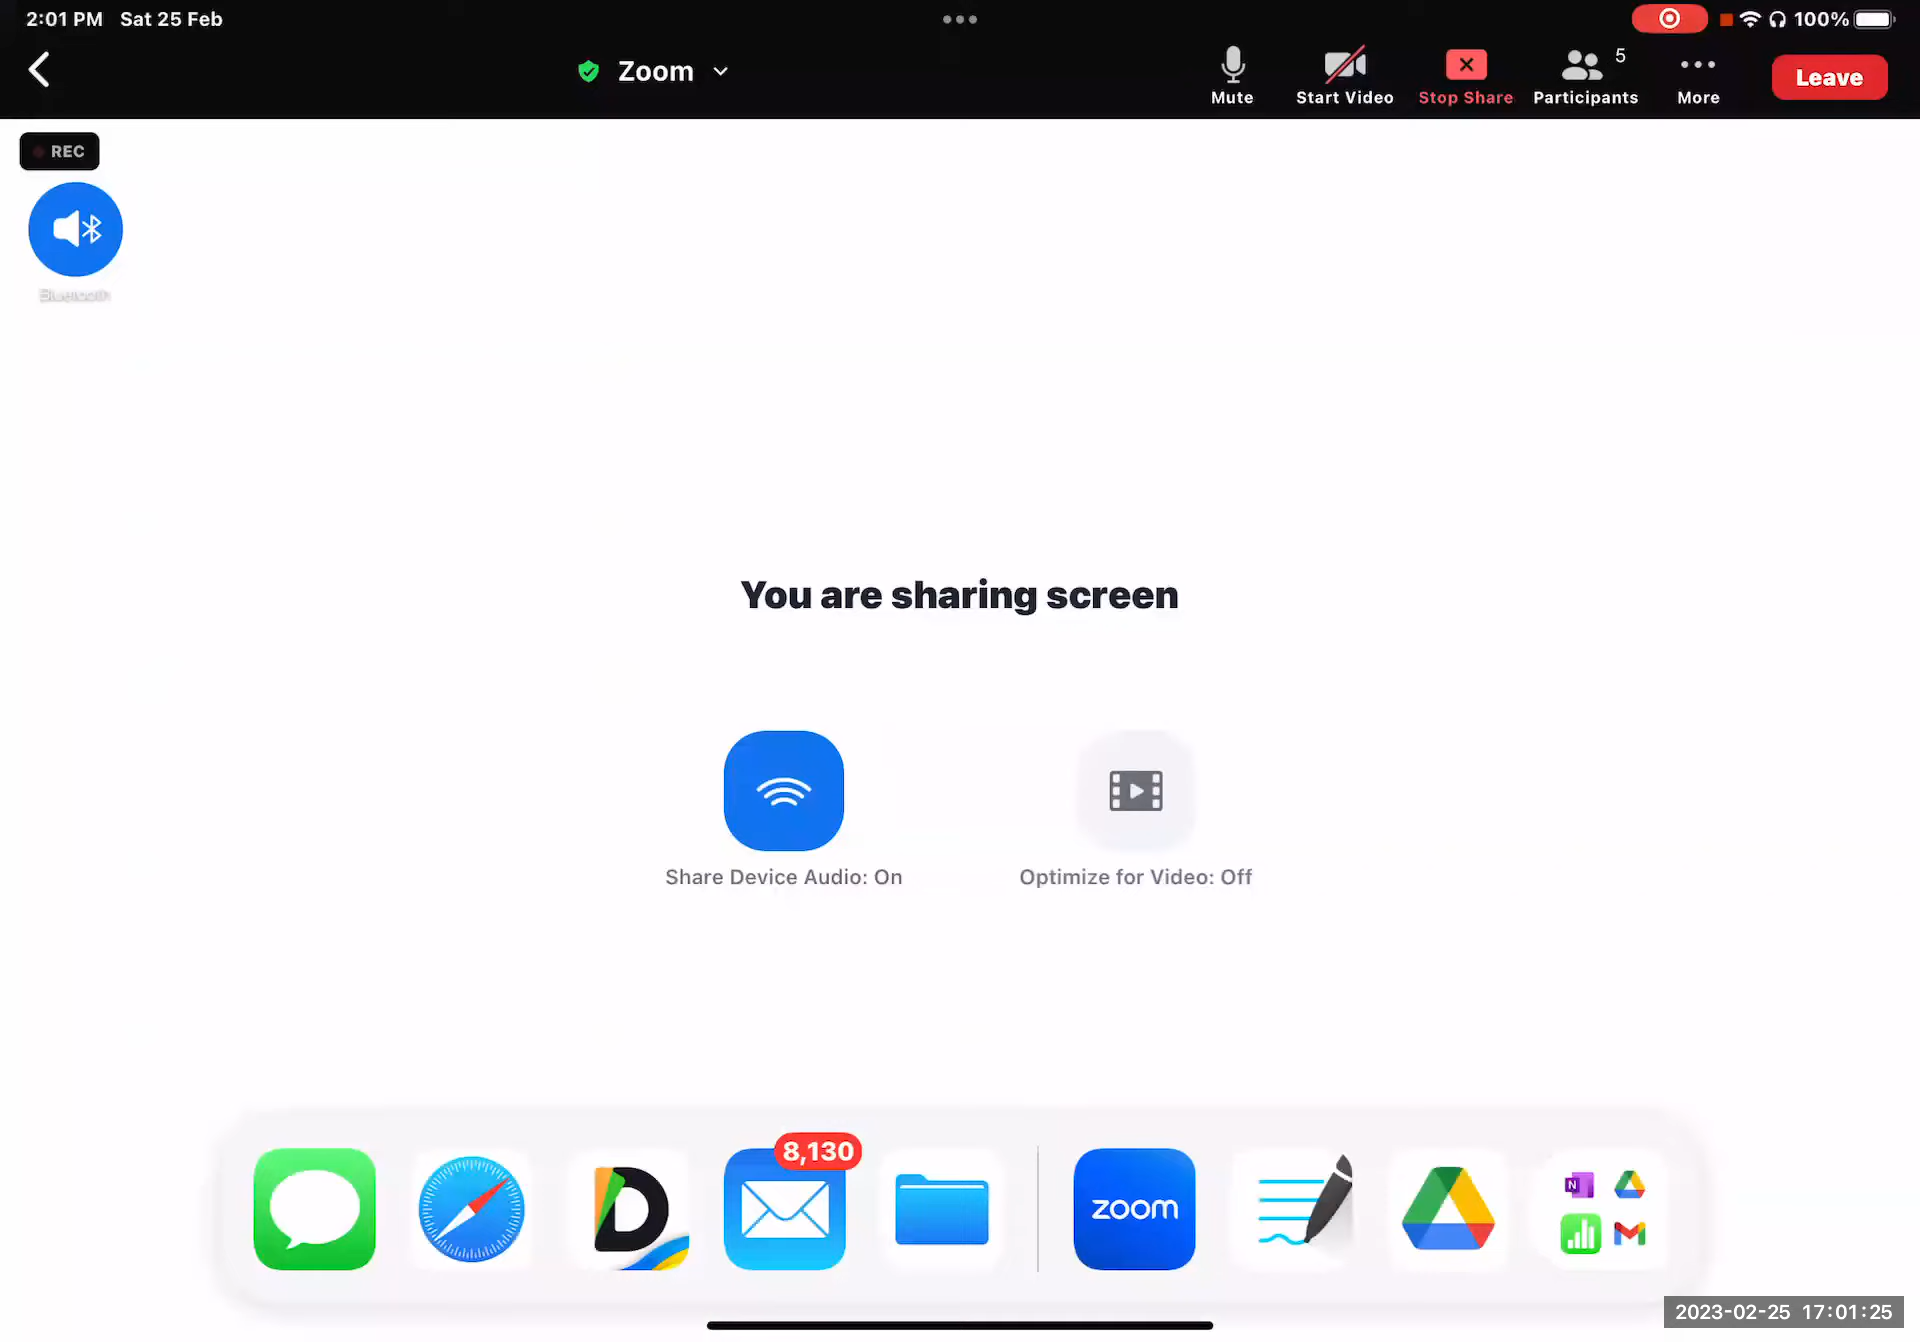 2:01 PM Sat 25 Feb
100%
Zoom
5
Mute
Start Video
Stop Share
Participants
More
Leave
REC
Bluetooth
You are sharing screen
Share Device Audio: On
Optimize for Video: Off
8,130
D
zoom
N
2023-02-25 17:01:25